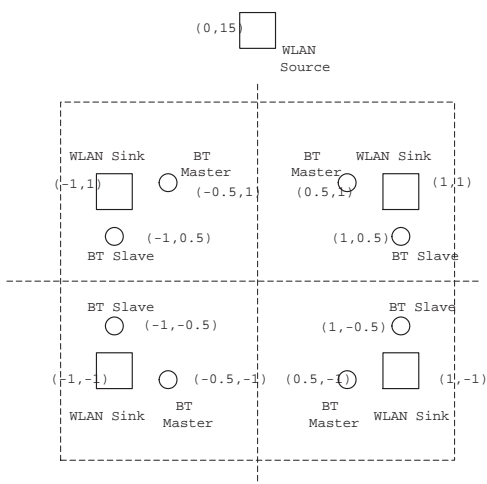 (0,15)
WLAN
Source
WLAN Sink
BT
Master
BT
Master
WLAN Sink
(-1,1)
(-0.5,1)
(0.5,1)
(1,1)
(-1,0.5)
(1,0.5)
BT Slave
BT Slave
BT Slave
BT Slave
(-1,-0.5)
(1,-0.5)
(-1,-1)
(-0.5,-1)
(0.5,-1)
(1,-1)
WLAN Sink
BT
Master
BT
Master
WLAN Sink